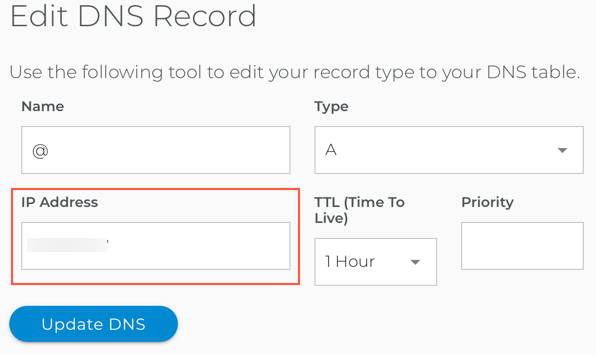 Edit DNS Record
Use the following tool to edit your record type to your DNS table.
Name
Type
@
A
IP Address
TTL (Time To
Live)
Priority
1 Hour
Update DNS